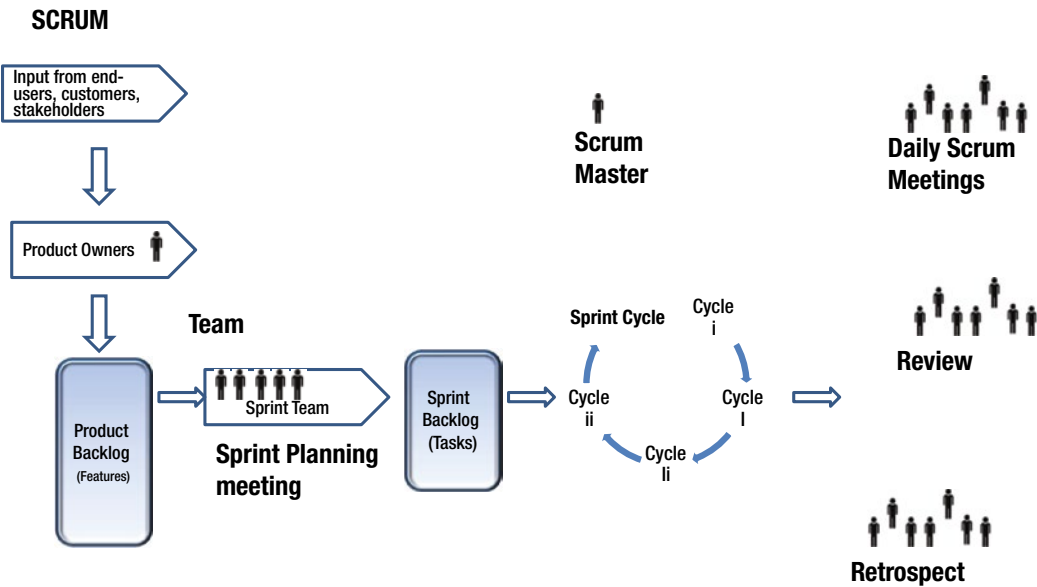 SCRUM
Input from end-
users, customers,
stakeholders
Scrum
Master
Daily Scrum
Meetings
Product Owners
Team
Sprint Cycle
Cycle
i
Review
Sprint Team
Product
Backlog
(Features)
Sprint
Backlog
(Tasks)
Cycle
ii
Cycle
I
Sprint Planning
meeting
Cycle
Ii
Retrospect